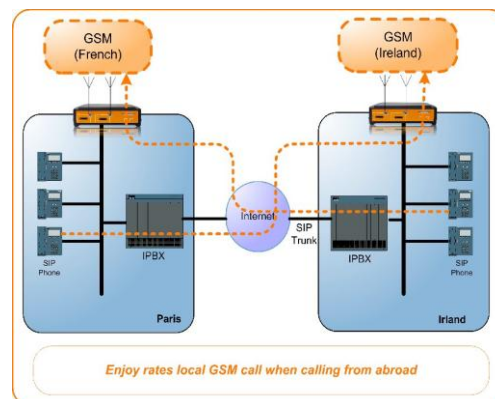 GSM
(French)
GSM
(Ireland)
SIP
Phone
IPBX
Internet
SIP
Trunk
IPBX
SIP
Phone
Paris
Irland
Enjoy rates local GSM call when calling from abroad